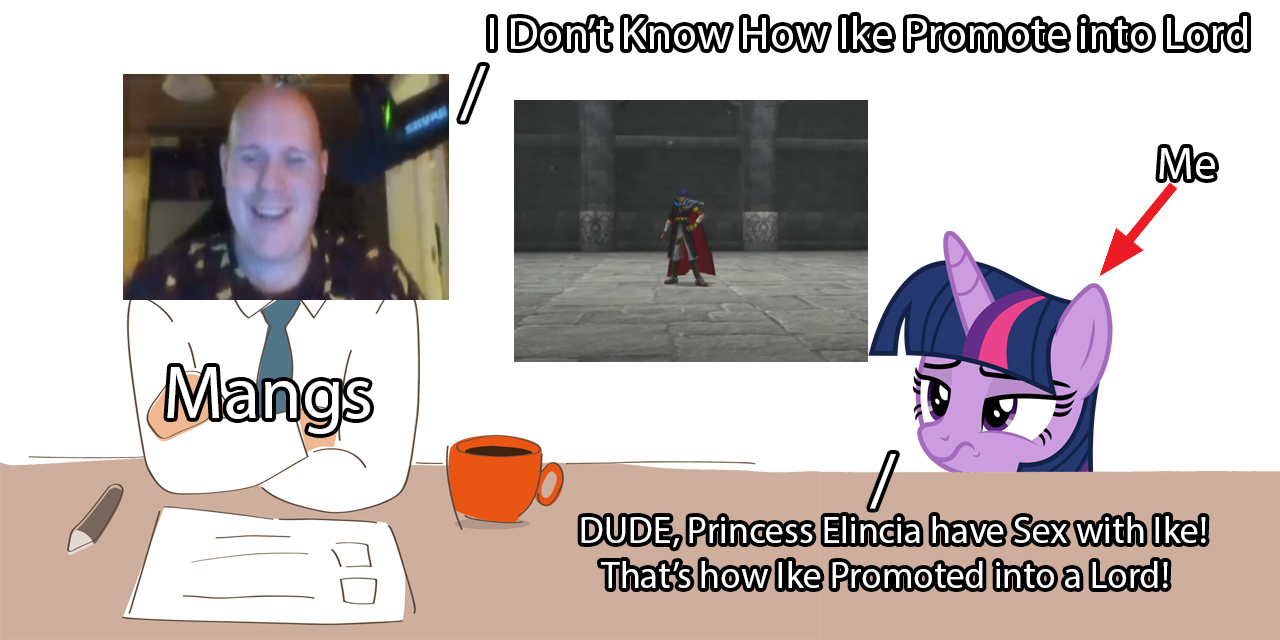 I Don't Know How Ike Promote into Lord
/
SHURE
Me
Mangs
/
DUDE, Princess Elincia have Sex with Ike!
That's how Ike Promoted into a Lord!